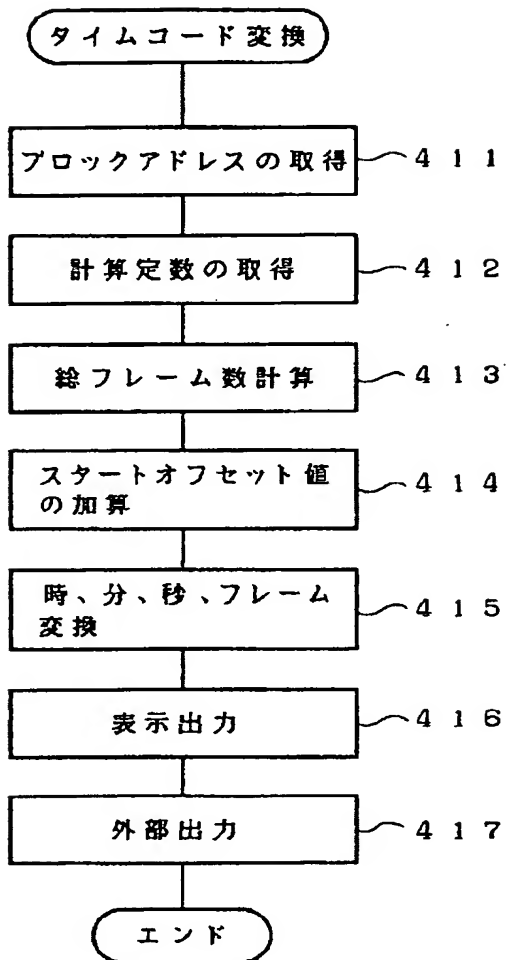 タイムコード変換
ブロックアドレスの取得 411
計算定数の取得 412
総フレーム数計算 413
スタートオフセット値
の加算 414
時、分、秒、フレーム
変換 415
表示出力 416
外部出力 417
エンド